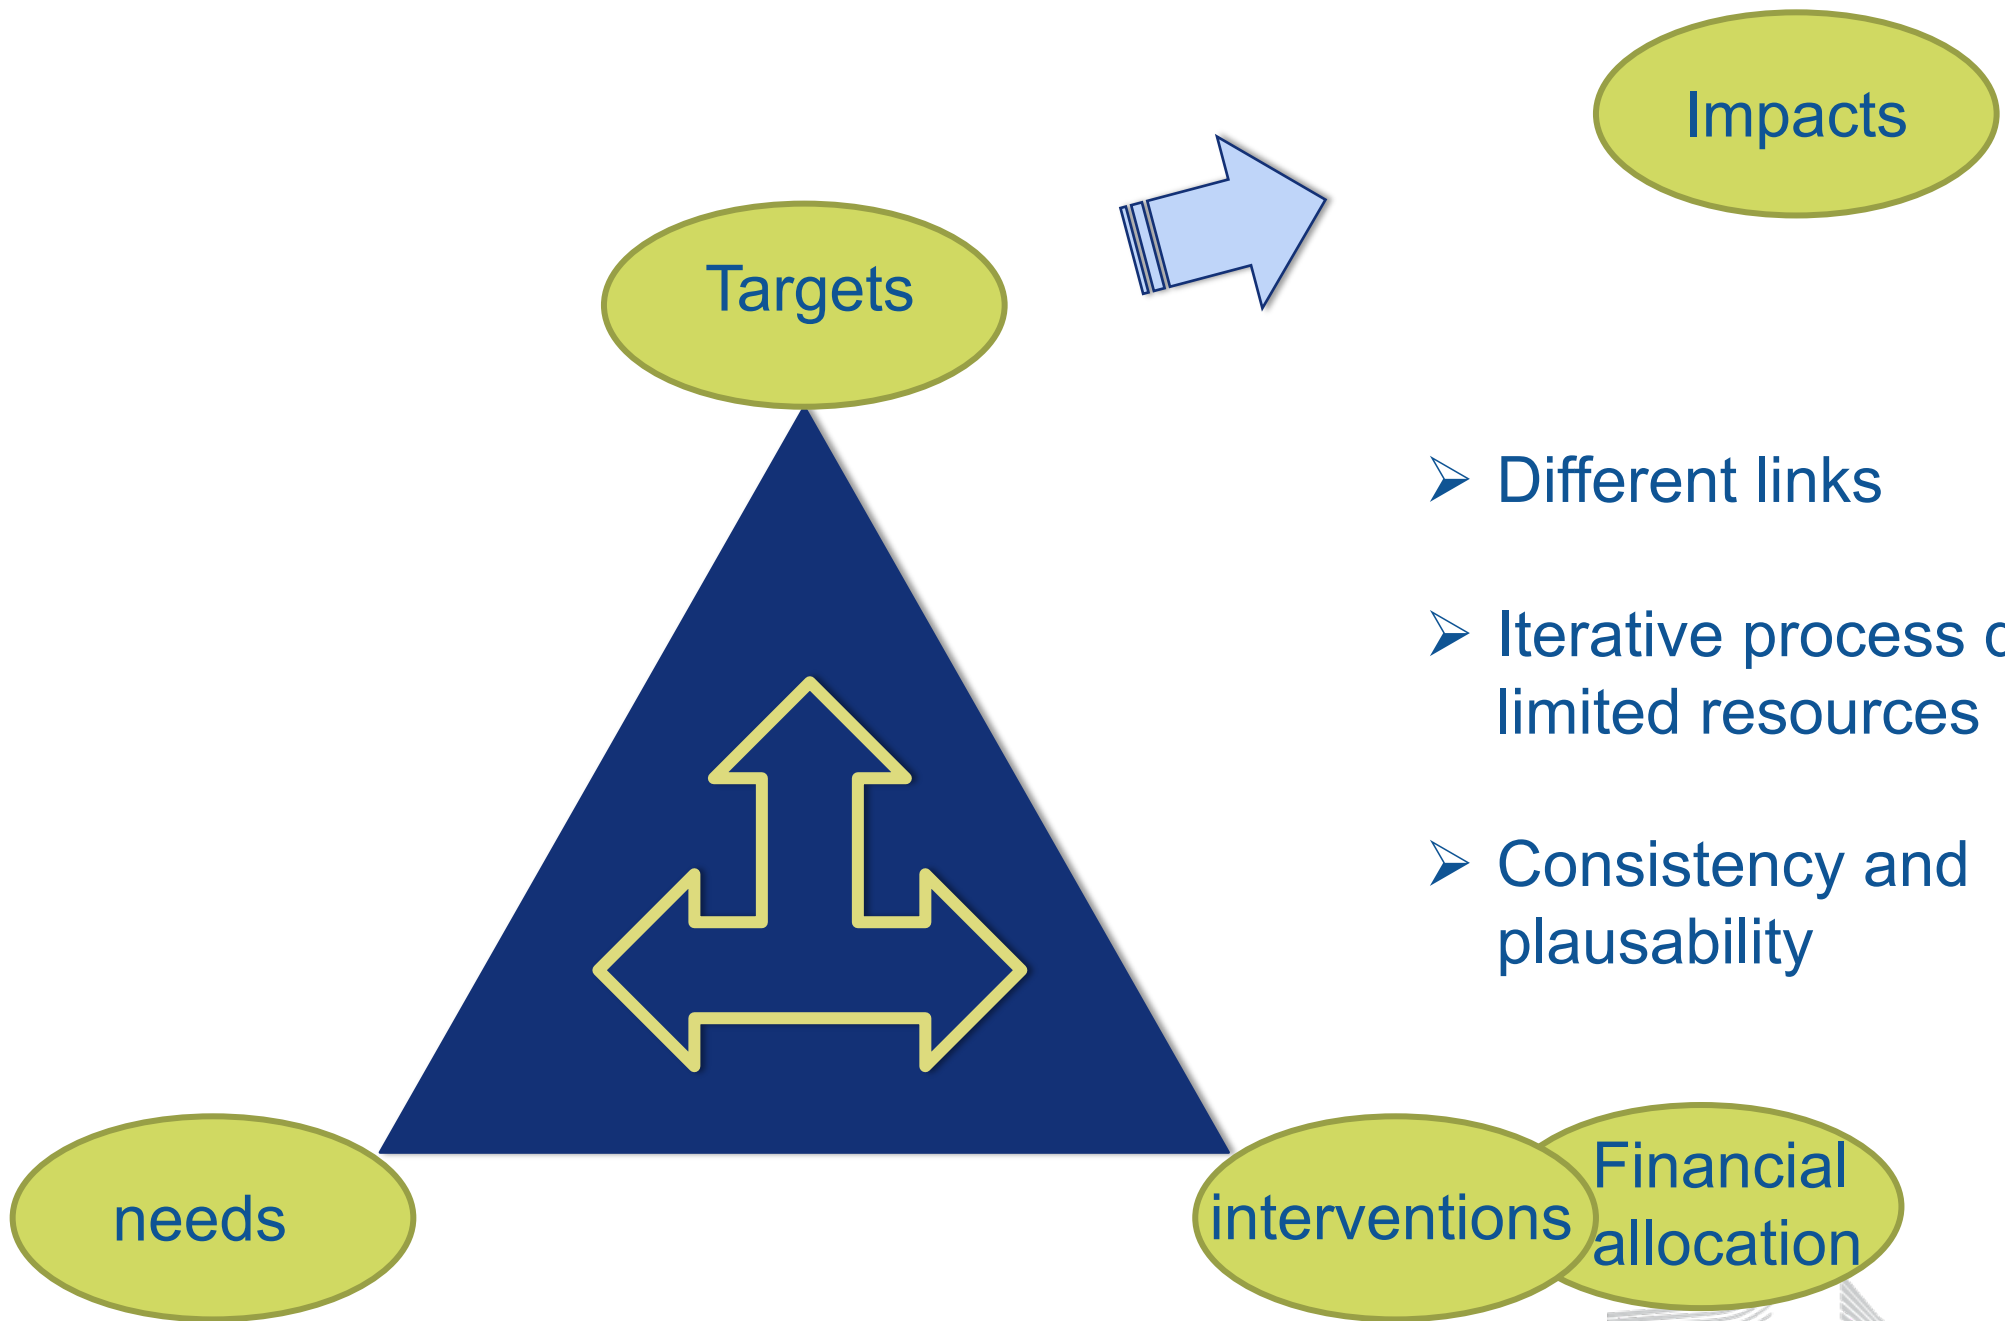 Impacts
Targets
Different links
Iterative process
limited resources
Consistency and
plausability
needs
interventions
Financial
allocation